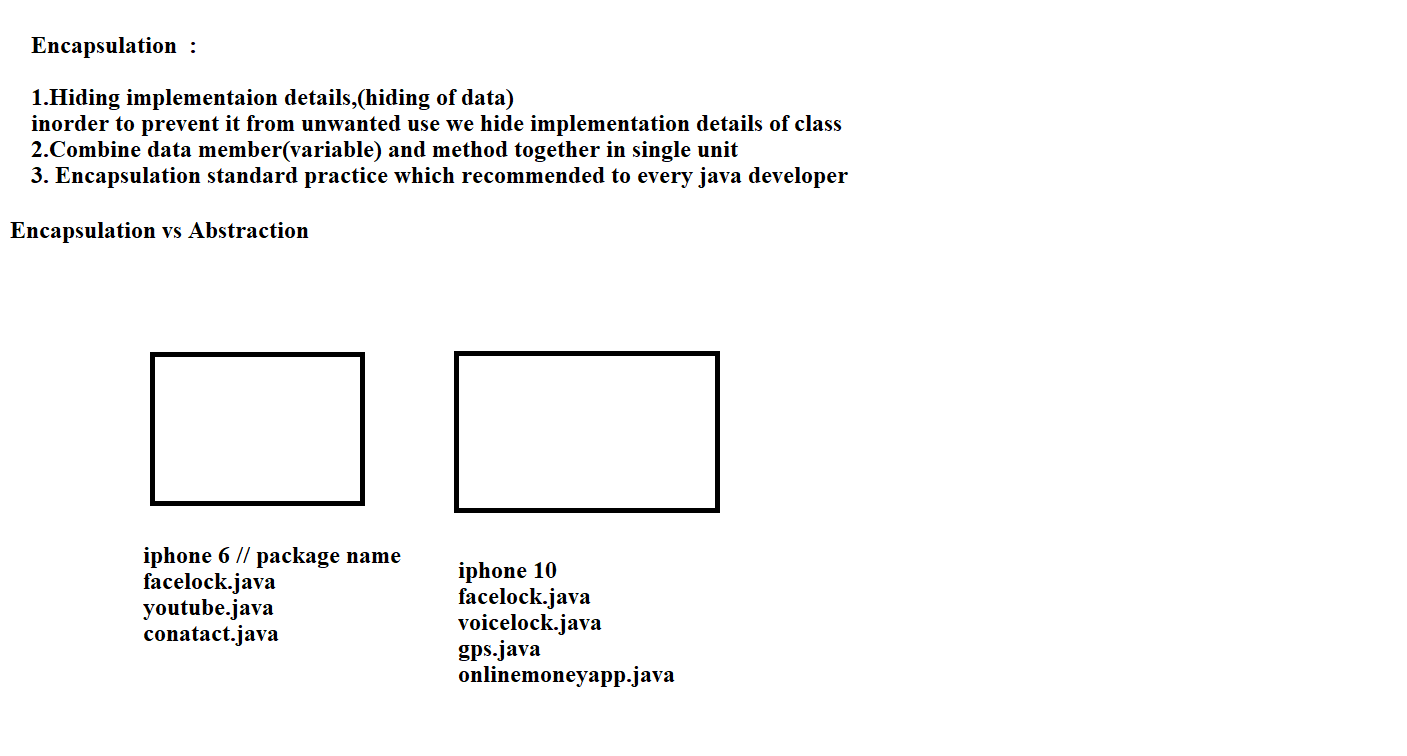 Encapsulation :
1.Hiding implementaion details,(hiding of data)
inorder to prevent it from unwanted use we hide implementation details of class
2.Combine data member(variable) and method together in single unit
3. Encapsulation standard practice which recommended to every java developer
Encapsulation vs Abstraction
iphone 6 // package name
facelock.java
youtube.java
conatact.java
iphone 10
facelock.java
voicelock.java
gps.java
onlinemoneyapp.java